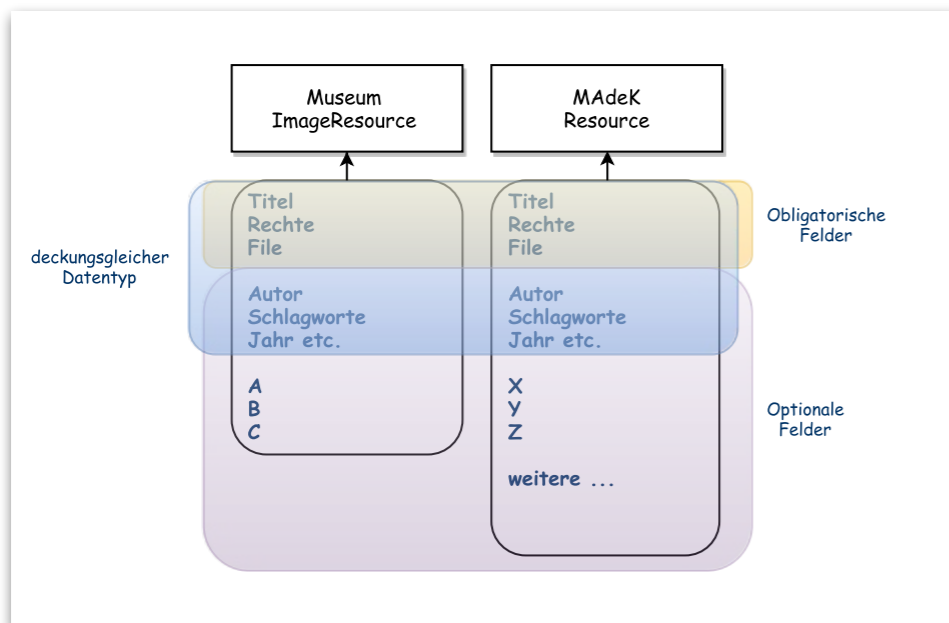 Museum
ImageResource
MAdeK
Resource
Titel
Rechte
File
Autor
Schlagworte
Jahr etc.
A
B
C
Titel
Rechte
File
Autor
Schlagworte
Jahr etc.
X
Y
Z
weitere ...
deckungsgleicher
Datentyp
Obligatorische
Felder
Optionale
Felder